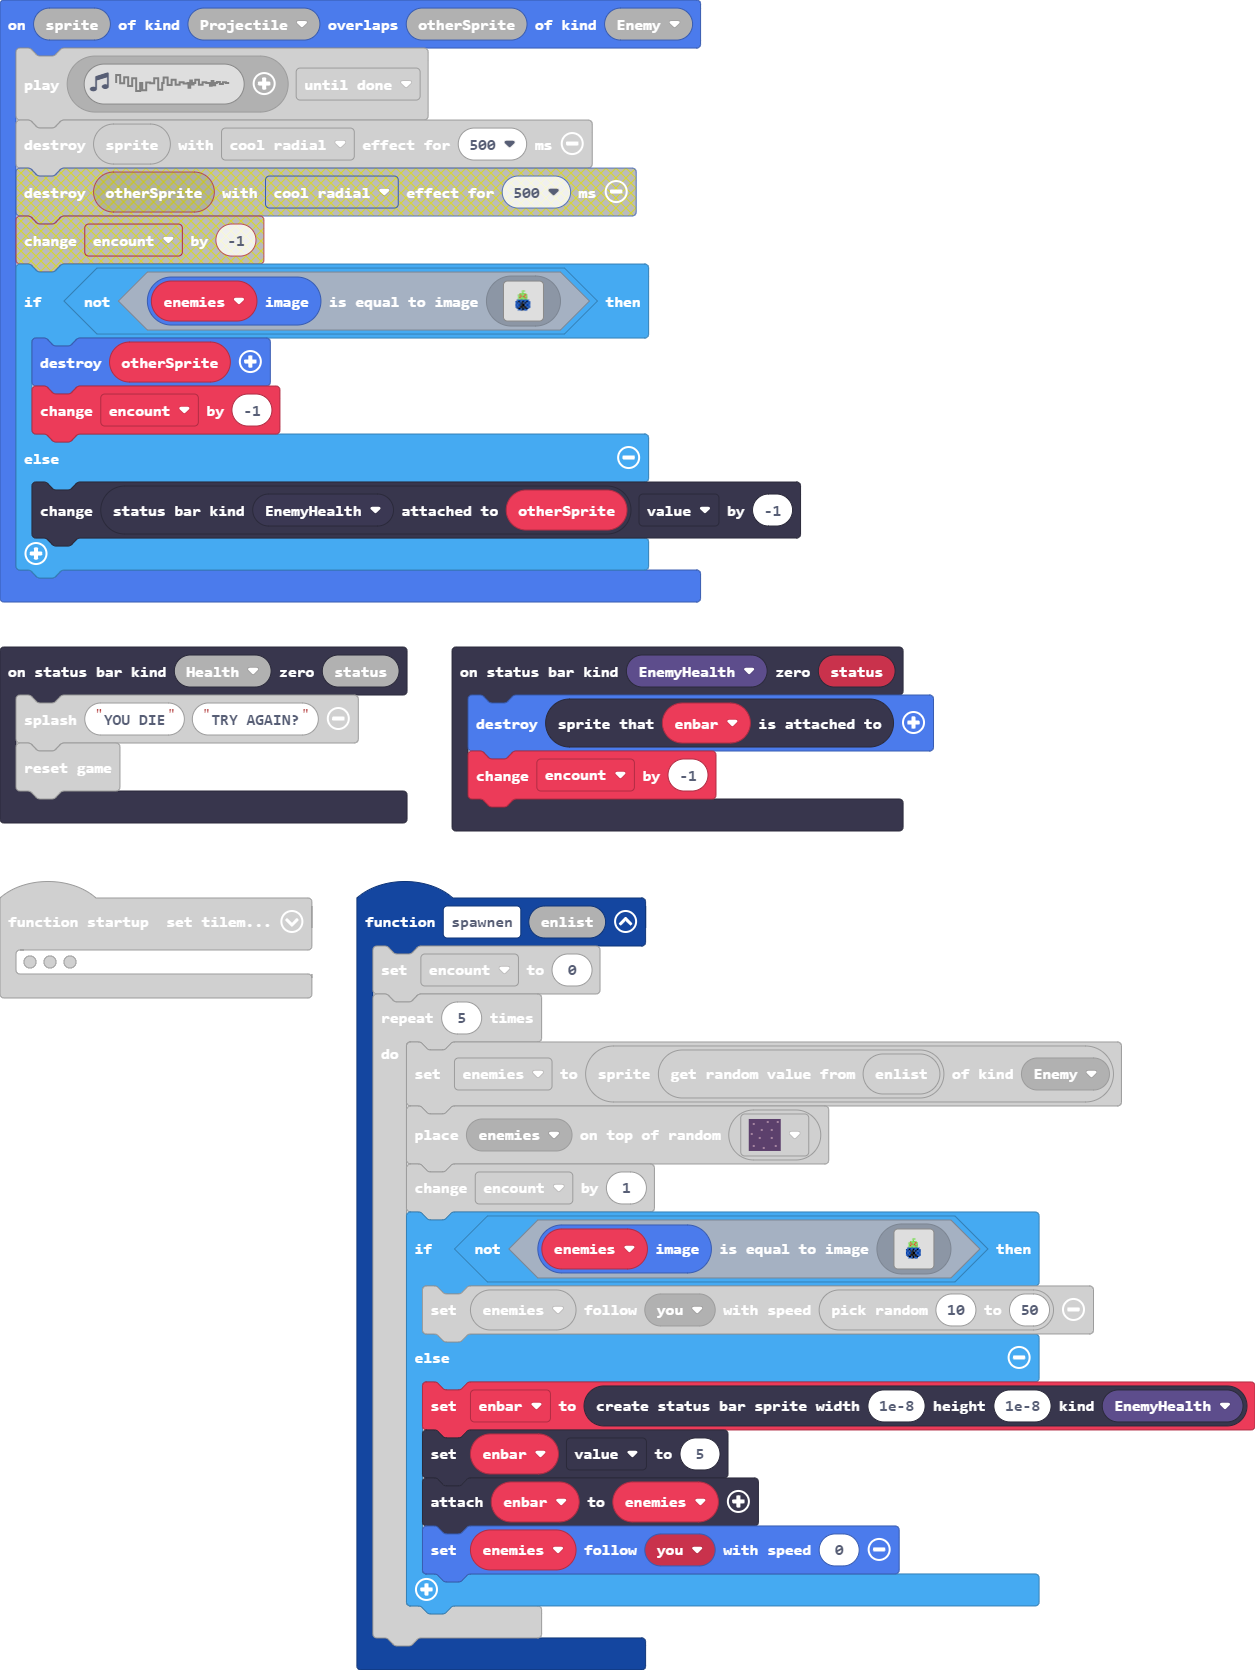 on sprite of kind Projectile overlaps otherSprite of kind Enemy
play until done
destroy sprite with cool radial effect for 500 ms
destroy otherSprite with cool radial effect for 500 ms
change encount by -1
if not enemies image is equal to image then
destroy otherSprite
change encount by -1
else
change status bar kind EnemyHealth attached to otherSprite value by -1
on status bar kind Health zero status
splash "YOU DIE" "TRY AGAIN?"
reset game
on status bar kind EnemyHealth zero status
destroy sprite that enbar is attached to
change encount by -1
function startup set tilem...
function spawnen enlist
set encount to 0
repeat 5 times
do
set enemies to sprite get random value from enlist of kind Enemy
place enemies on top of random
change encount by 1
if not enemies image is equal to image then
set enemies follow you with speed pick random 10 to 50
else
set enbar to create status bar sprite width 1e-8 height 1e-8 kind EnemyHealth
set enbar value to 5
attach enbar to enemies
set enemies follow you with speed 0